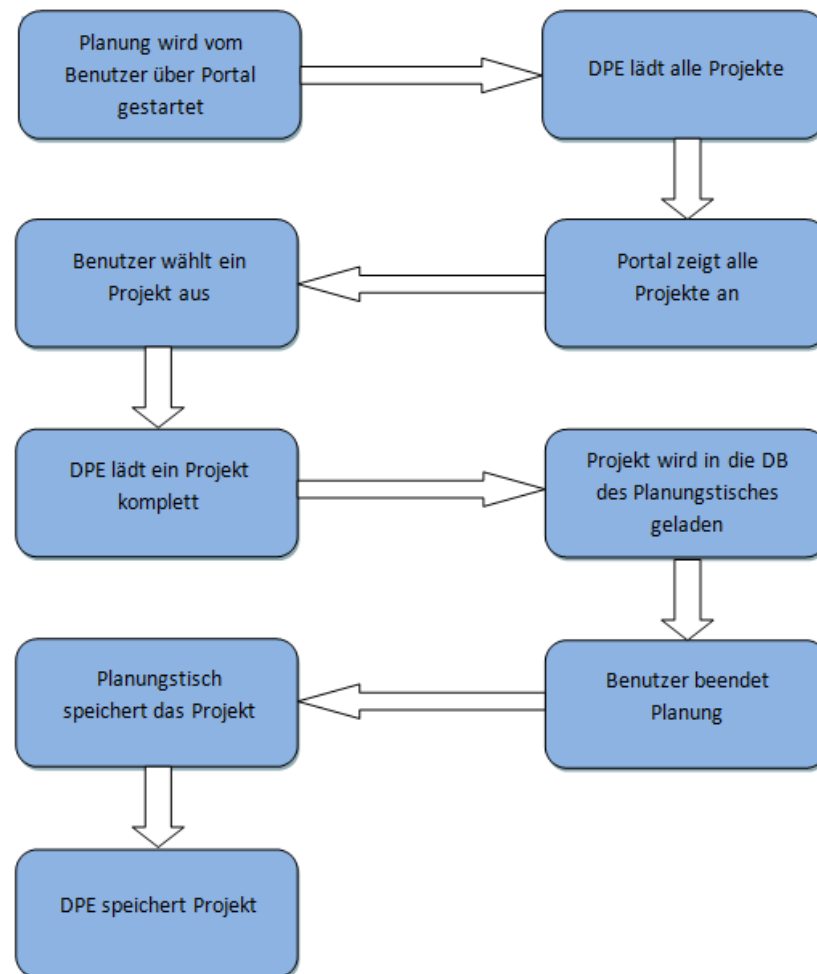 Planung wird vom
Benutzer über Portal
gestartet
DPE lädt alle Projekte
Portal zeigt alle
Projekte an
Benutzer wählt ein
Projekt aus
DPE lädt ein Projekt
komplett
Projekt wird in die DB
des Planungstisches
geladen
Benutzer beendet
Planung
Planungstisch
speichert das Projekt
DPE speichert Projekt